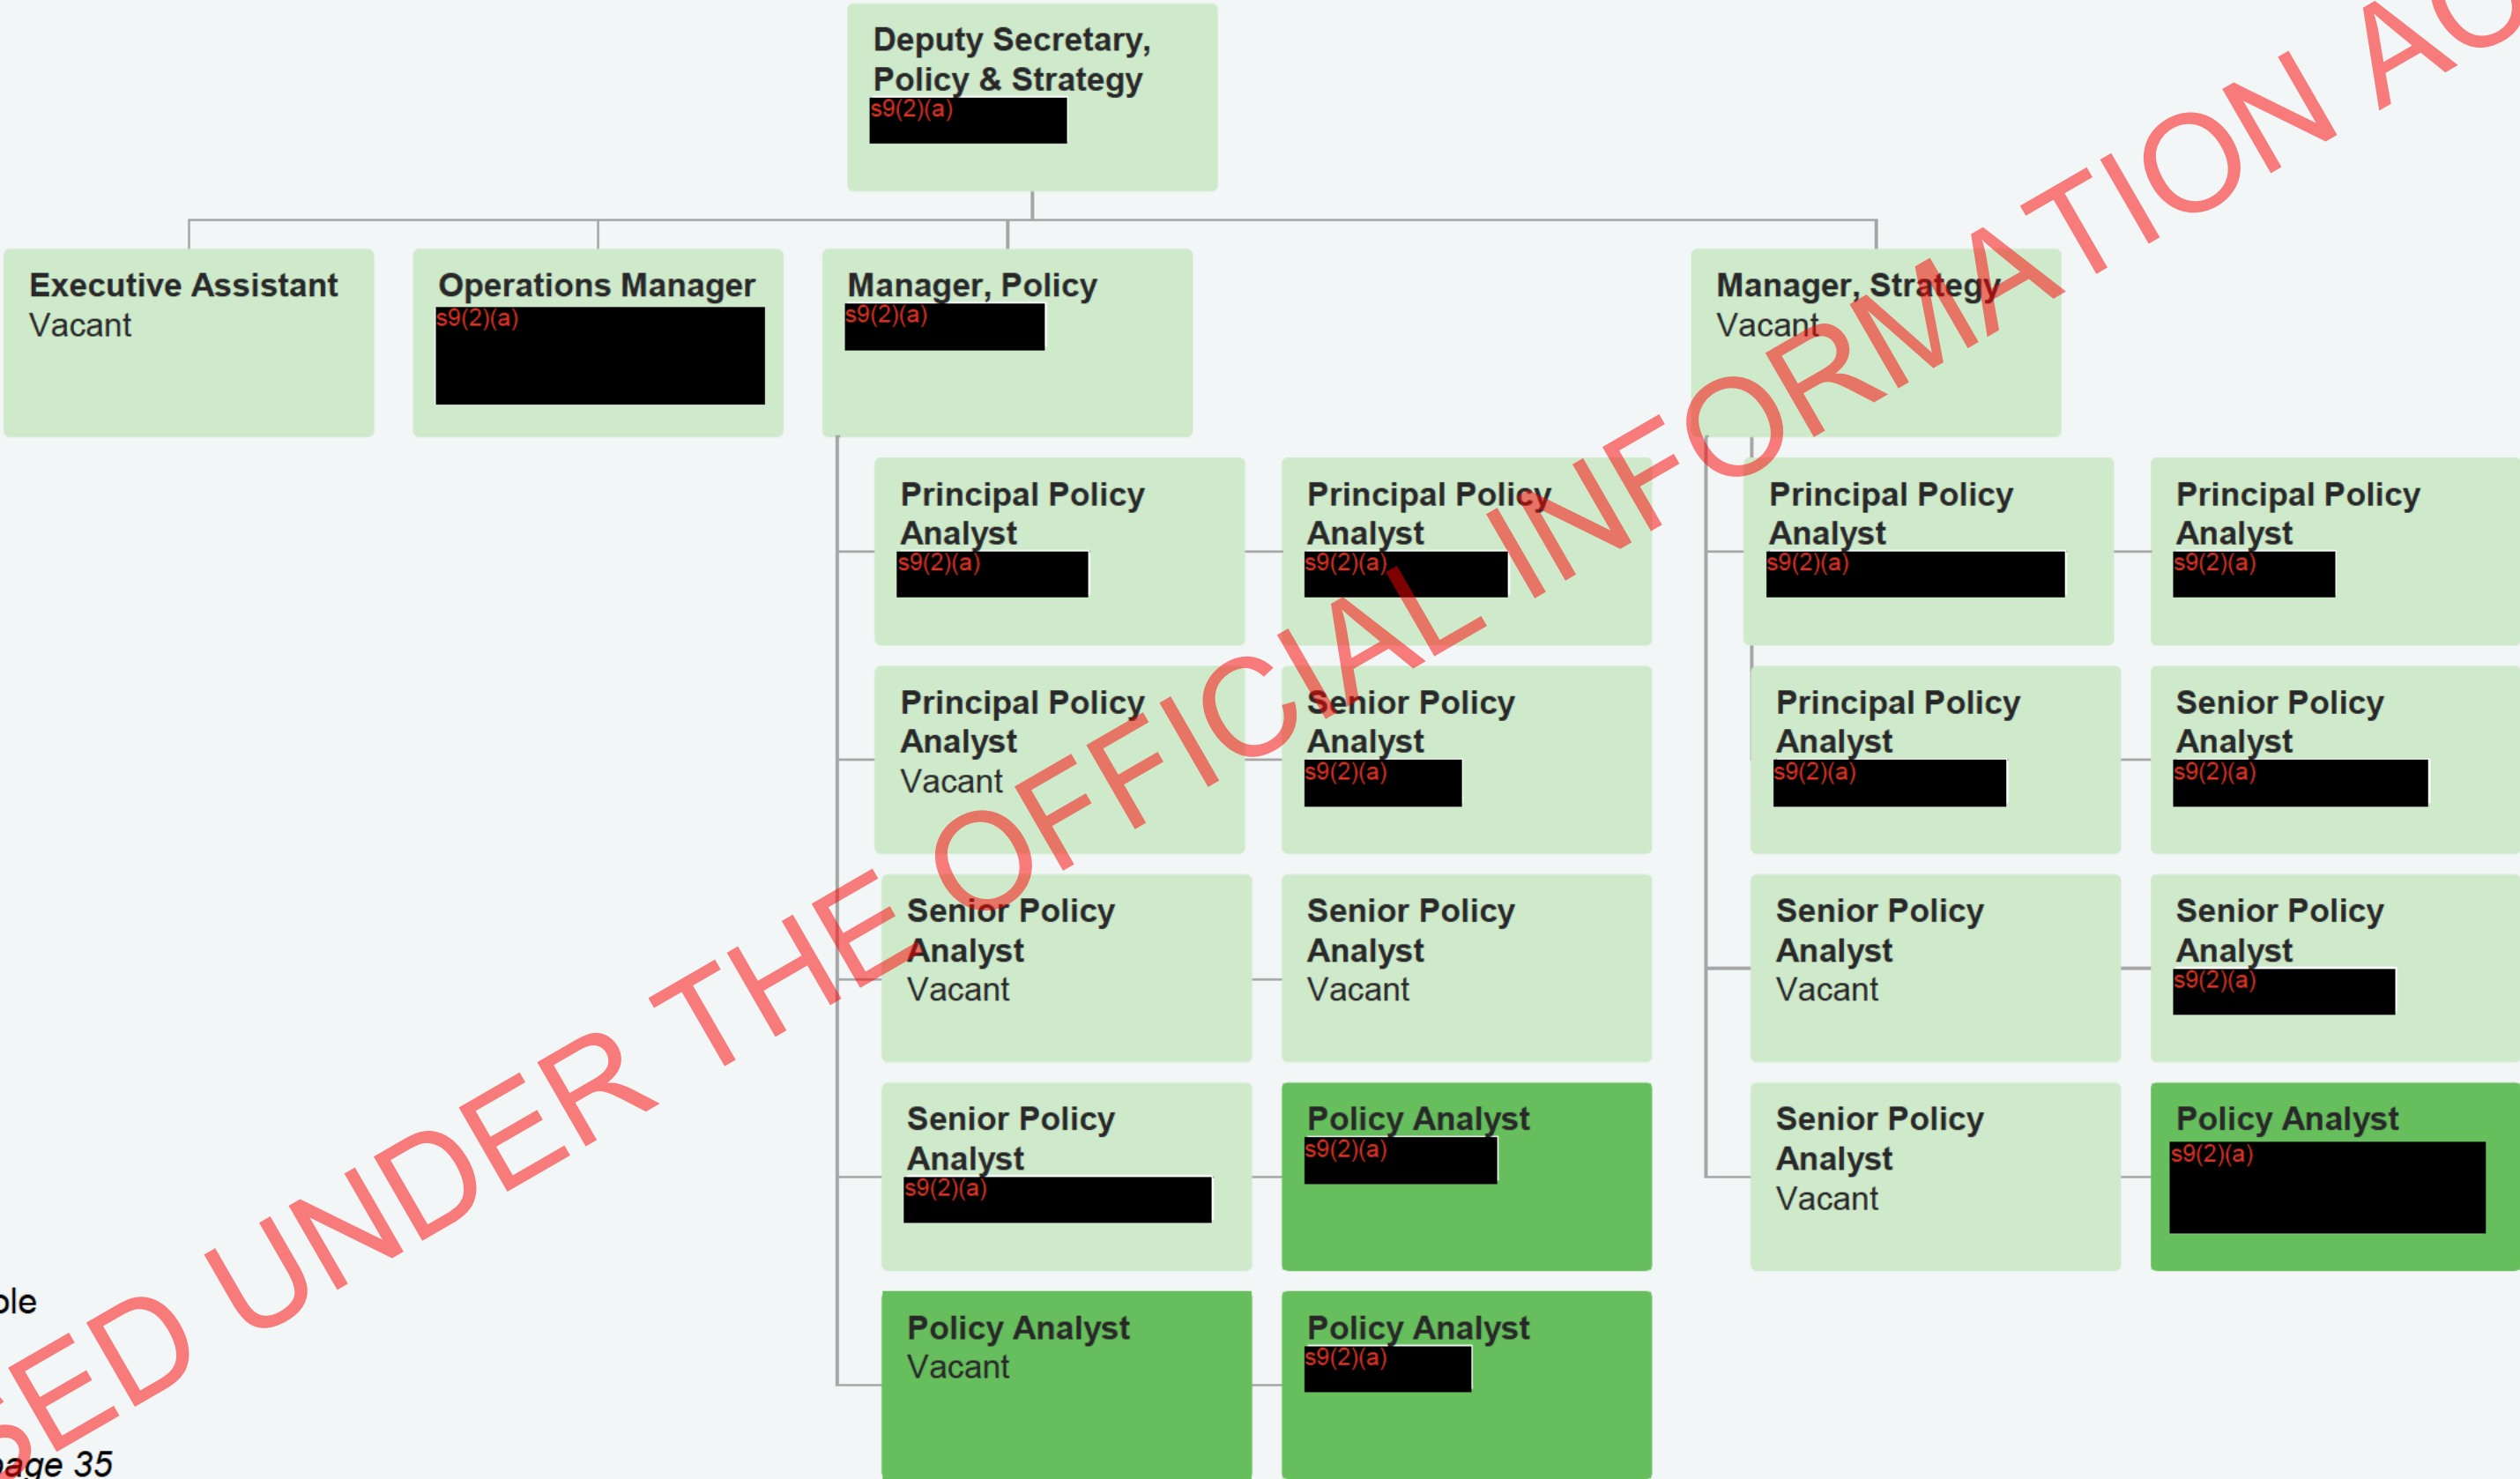 Deputy Secretary,
Policy & Strategy
s9(2)(a)
Executive Assistant
Vacant
Operations Manager
s9(2)(a)
Manager, Policy
s9(2)(a)
Manager, Strategy
Vacant
Principal Policy
Analyst
s9(2)(a)
Principal Policy
Analyst
s9(2)(a)
Principal Policy
Analyst
Vacant
Senior Policy
Analyst
s9(2)(a)
Senior Policy
Analyst
Vacant
Senior Policy
Analyst
Vacant
Senior Policy
Analyst
s9(2)(a)
Policy Analyst
s9(2)(a)
Policy Analyst
Vacant
Policy Analyst
s9(2)(a)
Principal Policy
Analyst
s9(2)(a)
Principal Policy
Analyst
s9(2)(a)
Principal Policy
Analyst
s9(2)(a)
Senior Policy
Analyst
s9(2)(a)
Senior Policy
Analyst
Vacant
Senior Policy
Analyst
s9(2)(a)
Senior Policy
Analyst
Vacant
Policy Analyst
s9(2)(a)
UNDER THE OFFICIAL INFORMATION
page 35